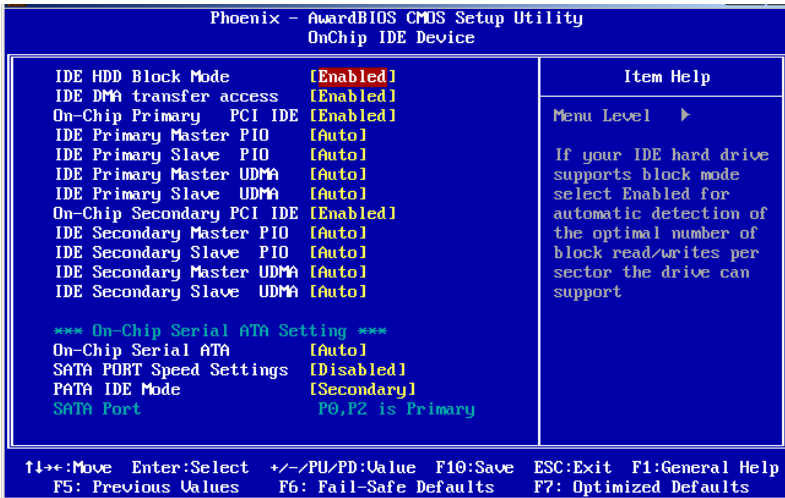 Phoenix - AwardBIOS CMOS Setup Utility
OnChip IDE Device
IDE HDD Block Mode [Enabled]
IDE DMA transfer access [Enabled]
On-Chip Primary PCI IDE [Enabled]
IDE Primary Master PIO [Auto]
IDE Primary Slave PIO [Auto]
IDE Primary Master UDMA [Auto]
IDE Primary Slave UDMA [Auto]
On-Chip Secondary PCI IDE [Enabled]
IDE Secondary Master PIO [Auto]
IDE Secondary Slave PIO [Auto]
IDE Secondary Master UDMA [Auto]
IDE Secondary Slave UDMA [Auto]
*** On-Chip Serial ATA Setting ***
On-Chip Serial ATA [Auto]
SATA PORT Speed Settings [Disabled]
PATA IDE Mode [Secondary]
SATA Port P0,P2 is Primary
Item Help
Menu Level ▶
If your IDE hard drive
supports block mode
select Enabled for
automatic detection of
the optimal number of
block read/writes per
sector the drive can
support
↑↓→←:Move Enter:Select +/-/PU/PD:Value F10:Save ESC:Exit F1:General Help
F5: Previous Values F6: Fail-Safe Defaults F7: Optimized Defaults